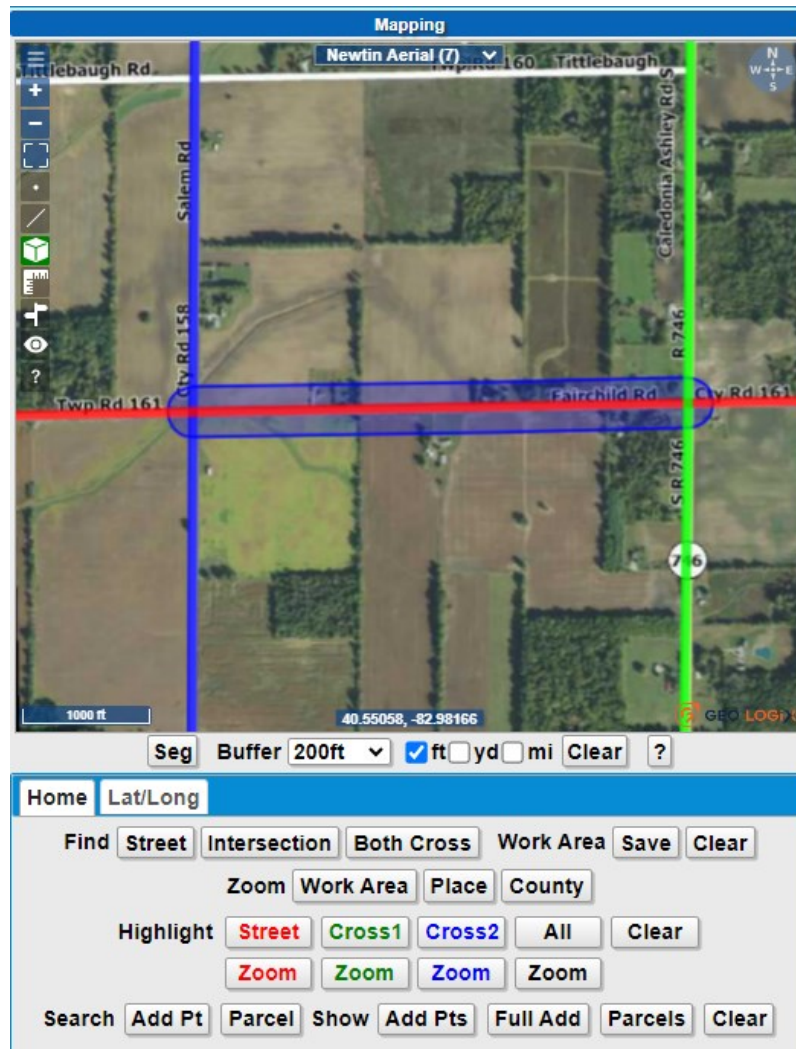 Mapping
Newtin Aerial (7)
Tittlebaugh Rd
Twp Rd 160 Tittlebaugh
N
W E
S
+
−
Salem Rd
Caledonia Ashley Rd S
?
Cty Rd 158
R 746
Twp Rd 161
Fairchild Rd
Cty Rd 161
S R 746
746
1000 ft
40.55058, -82.98166
GEO LOGIX
Seg Buffer 200ft ft yd mi Clear ?
Home Lat/Long
Find Street Intersection Both Cross Work Area Save Clear
Zoom Work Area Place County
Highlight Street Cross1 Cross2 All Clear
Zoom Zoom Zoom Zoom
Search Add Pt Parcel Show Add Pts Full Add Parcels Clear